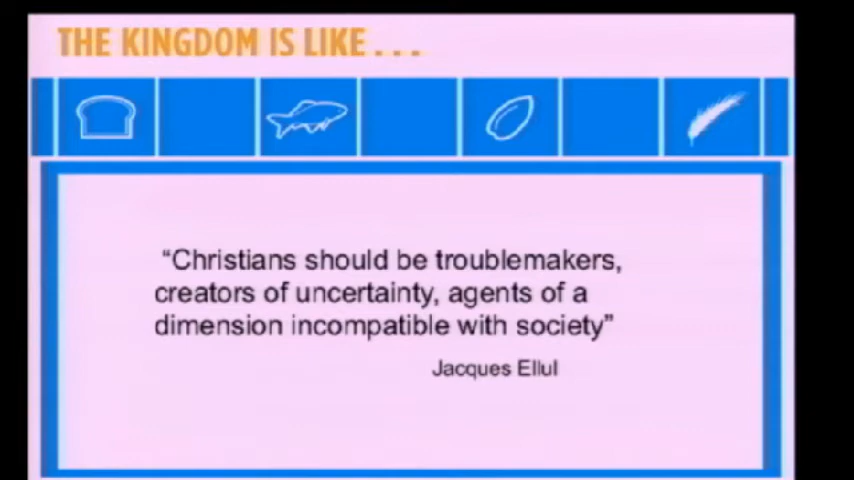 THE KINGDOM IS LIKE . . .
“Christians should be troublemakers,
creators of uncertainty, agents of a
dimension incompatible with society”
Jacques Ellul